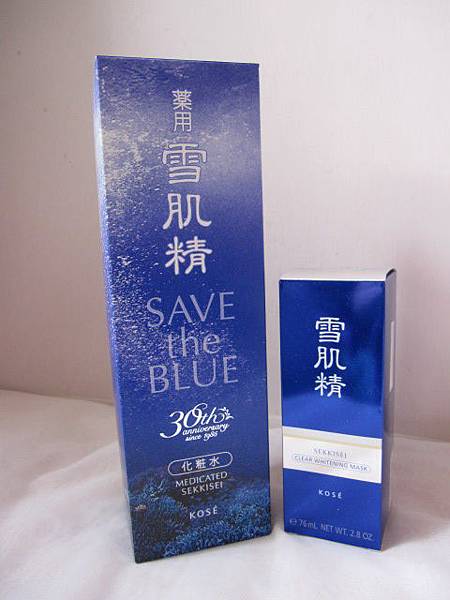 薬用
雪肌精
SAVE
the
BLUE
30th
anniversary
since 1985
化粧水
MEDICATED
SEKKISEI
KOSÉ
雪肌精
SEKKISEI
CLEAR WHITENING MASK
KOSÉ
e 76mL NET WT. 2.8 OZ.